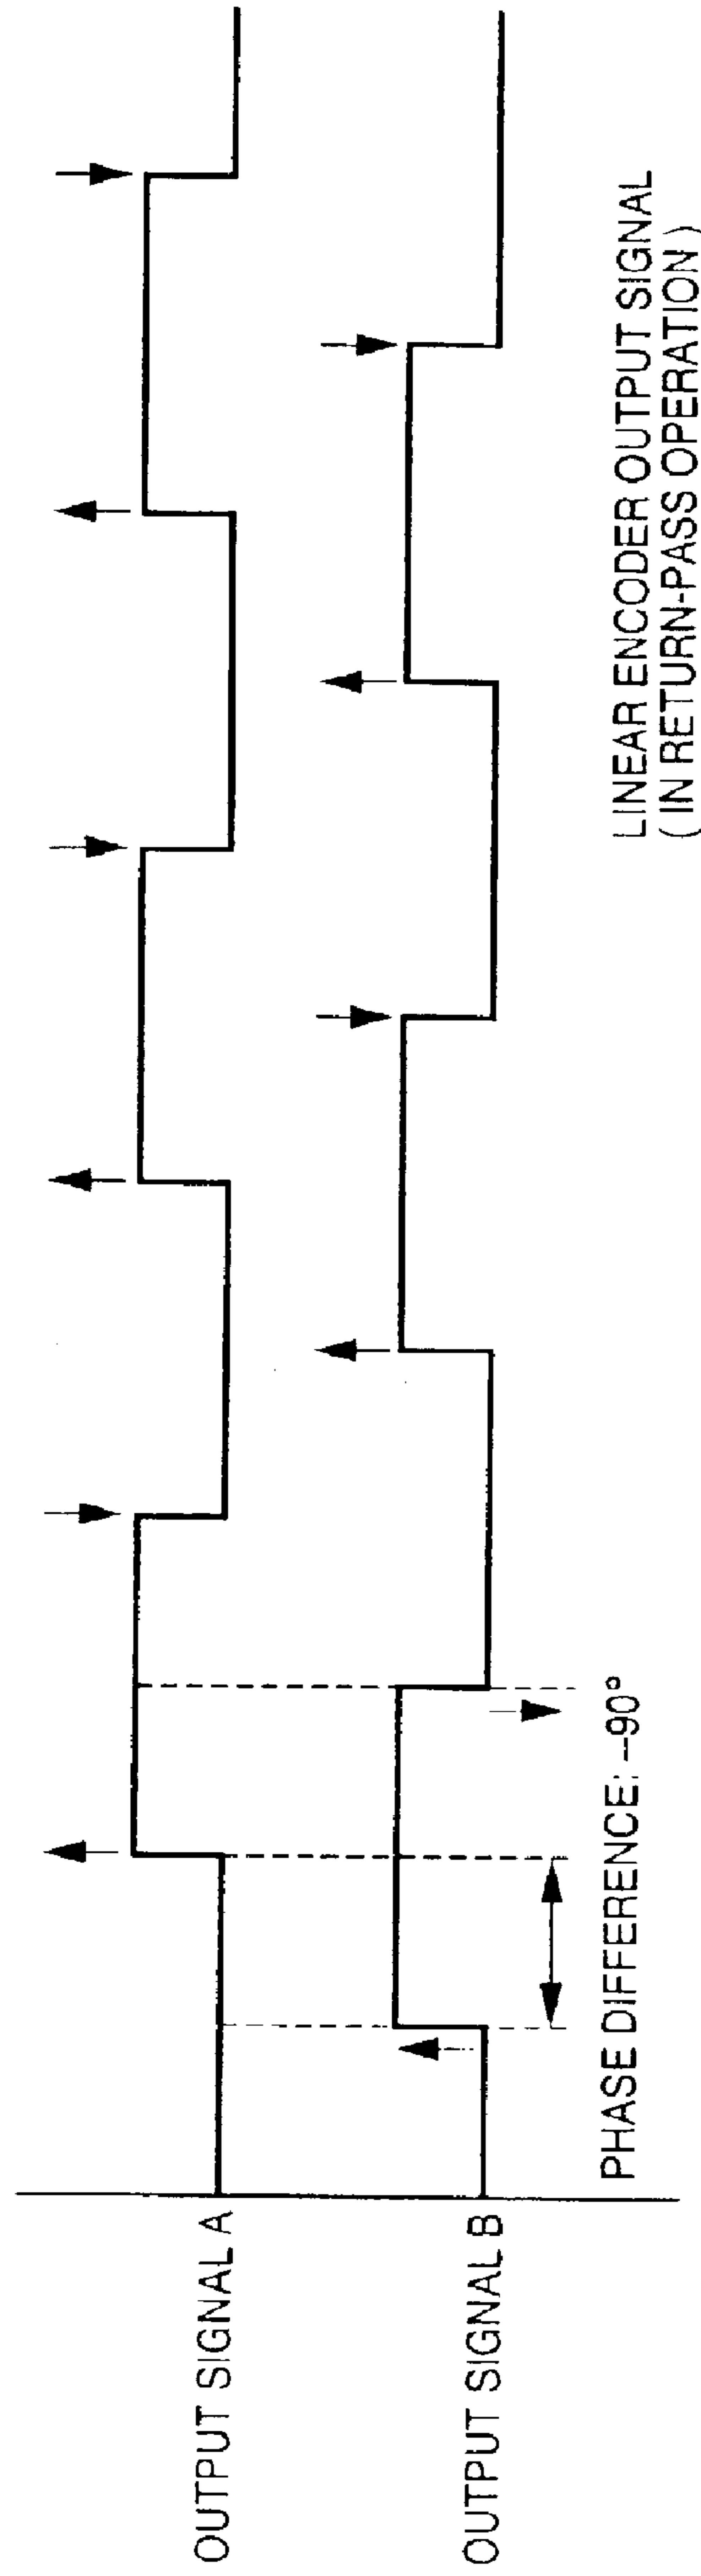 OUTPUT SIGNAL A
OUTPUT SIGNAL B
PHASE DIFFERENCE: –90°
LINEAR ENCODER OUTPUT SIGNAL
( IN RETURN-PASS OPERATION )